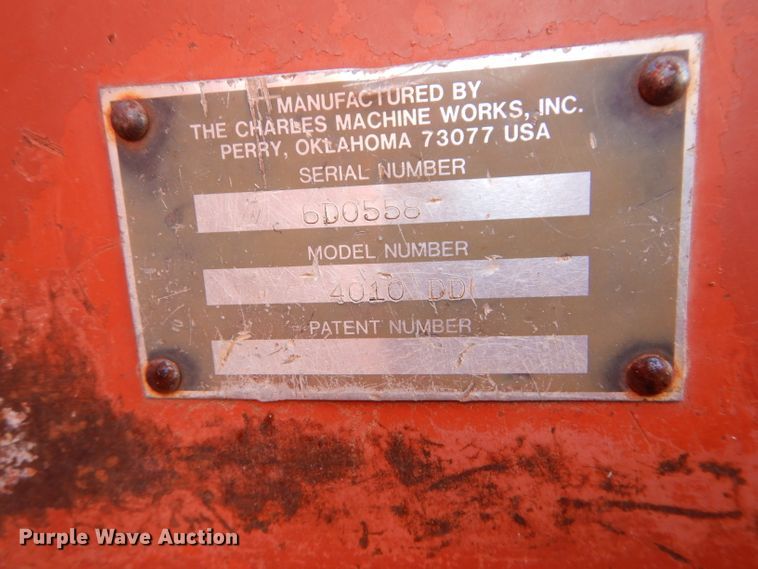 MANUFACTURED BY
THE CHARLES MACHINE WORKS, INC.
PERRY, OKLAHOMA 73077 USA
SERIAL NUMBER
6D0558
MODEL NUMBER
4010 DD
PATENT NUMBER
Purple Wave Auction